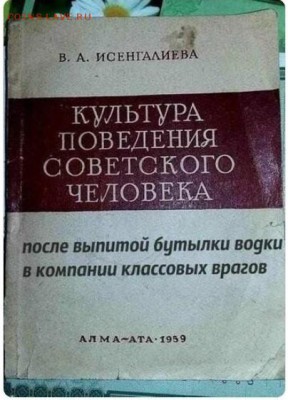 В. А. ИСЕНГАЛИЕВА
КУЛЬТУРА
ПОВЕДЕНИЯ
СОВЕТСКОГО
ЧЕЛОВЕКА
после выпитой бутылки водки
в компании классовых врагов
АЛМА-АТА · 1959